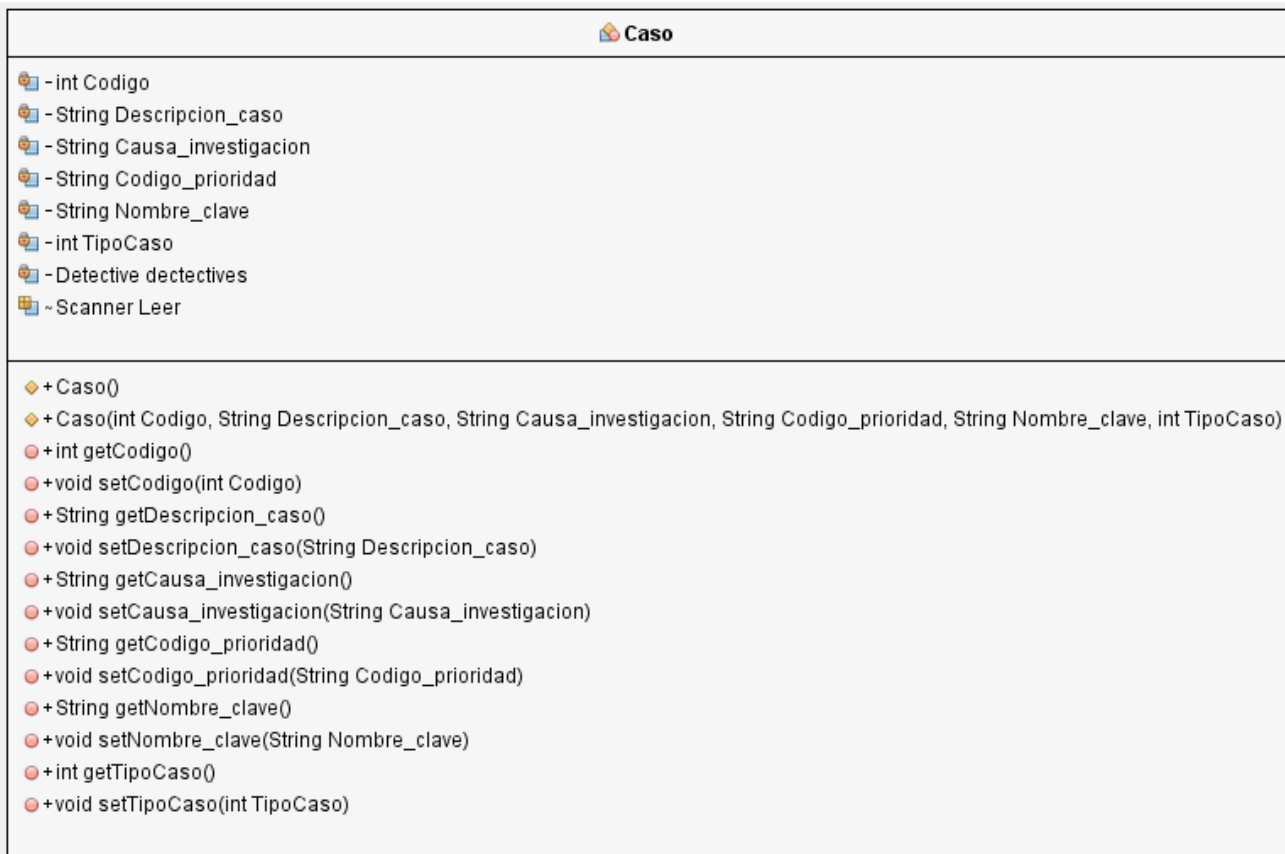 Caso
-int Codigo
-String Descripcion_caso
-String Causa_investigacion
-String Codigo_prioridad
-String Nombre_clave
-int TipoCaso
-Detective dectectives
~Scanner Leer
+Caso()
+Caso(int Codigo, String Descripcion_caso, String Causa_investigacion, String Codigo_prioridad, String Nombre_clave, int TipoCaso)
+int getCodigo()
+void setCodigo(int Codigo)
+String getDescripcion_caso()
+void setDescripcion_caso(String Descripcion_caso)
+String getCausa_investigacion()
+void setCausa_investigacion(String Causa_investigacion)
+String getCodigo_prioridad()
+void setCodigo_prioridad(String Codigo_prioridad)
+String getNombre_clave()
+void setNombre_clave(String Nombre_clave)
+int getTipoCaso()
+void setTipoCaso(int TipoCaso)